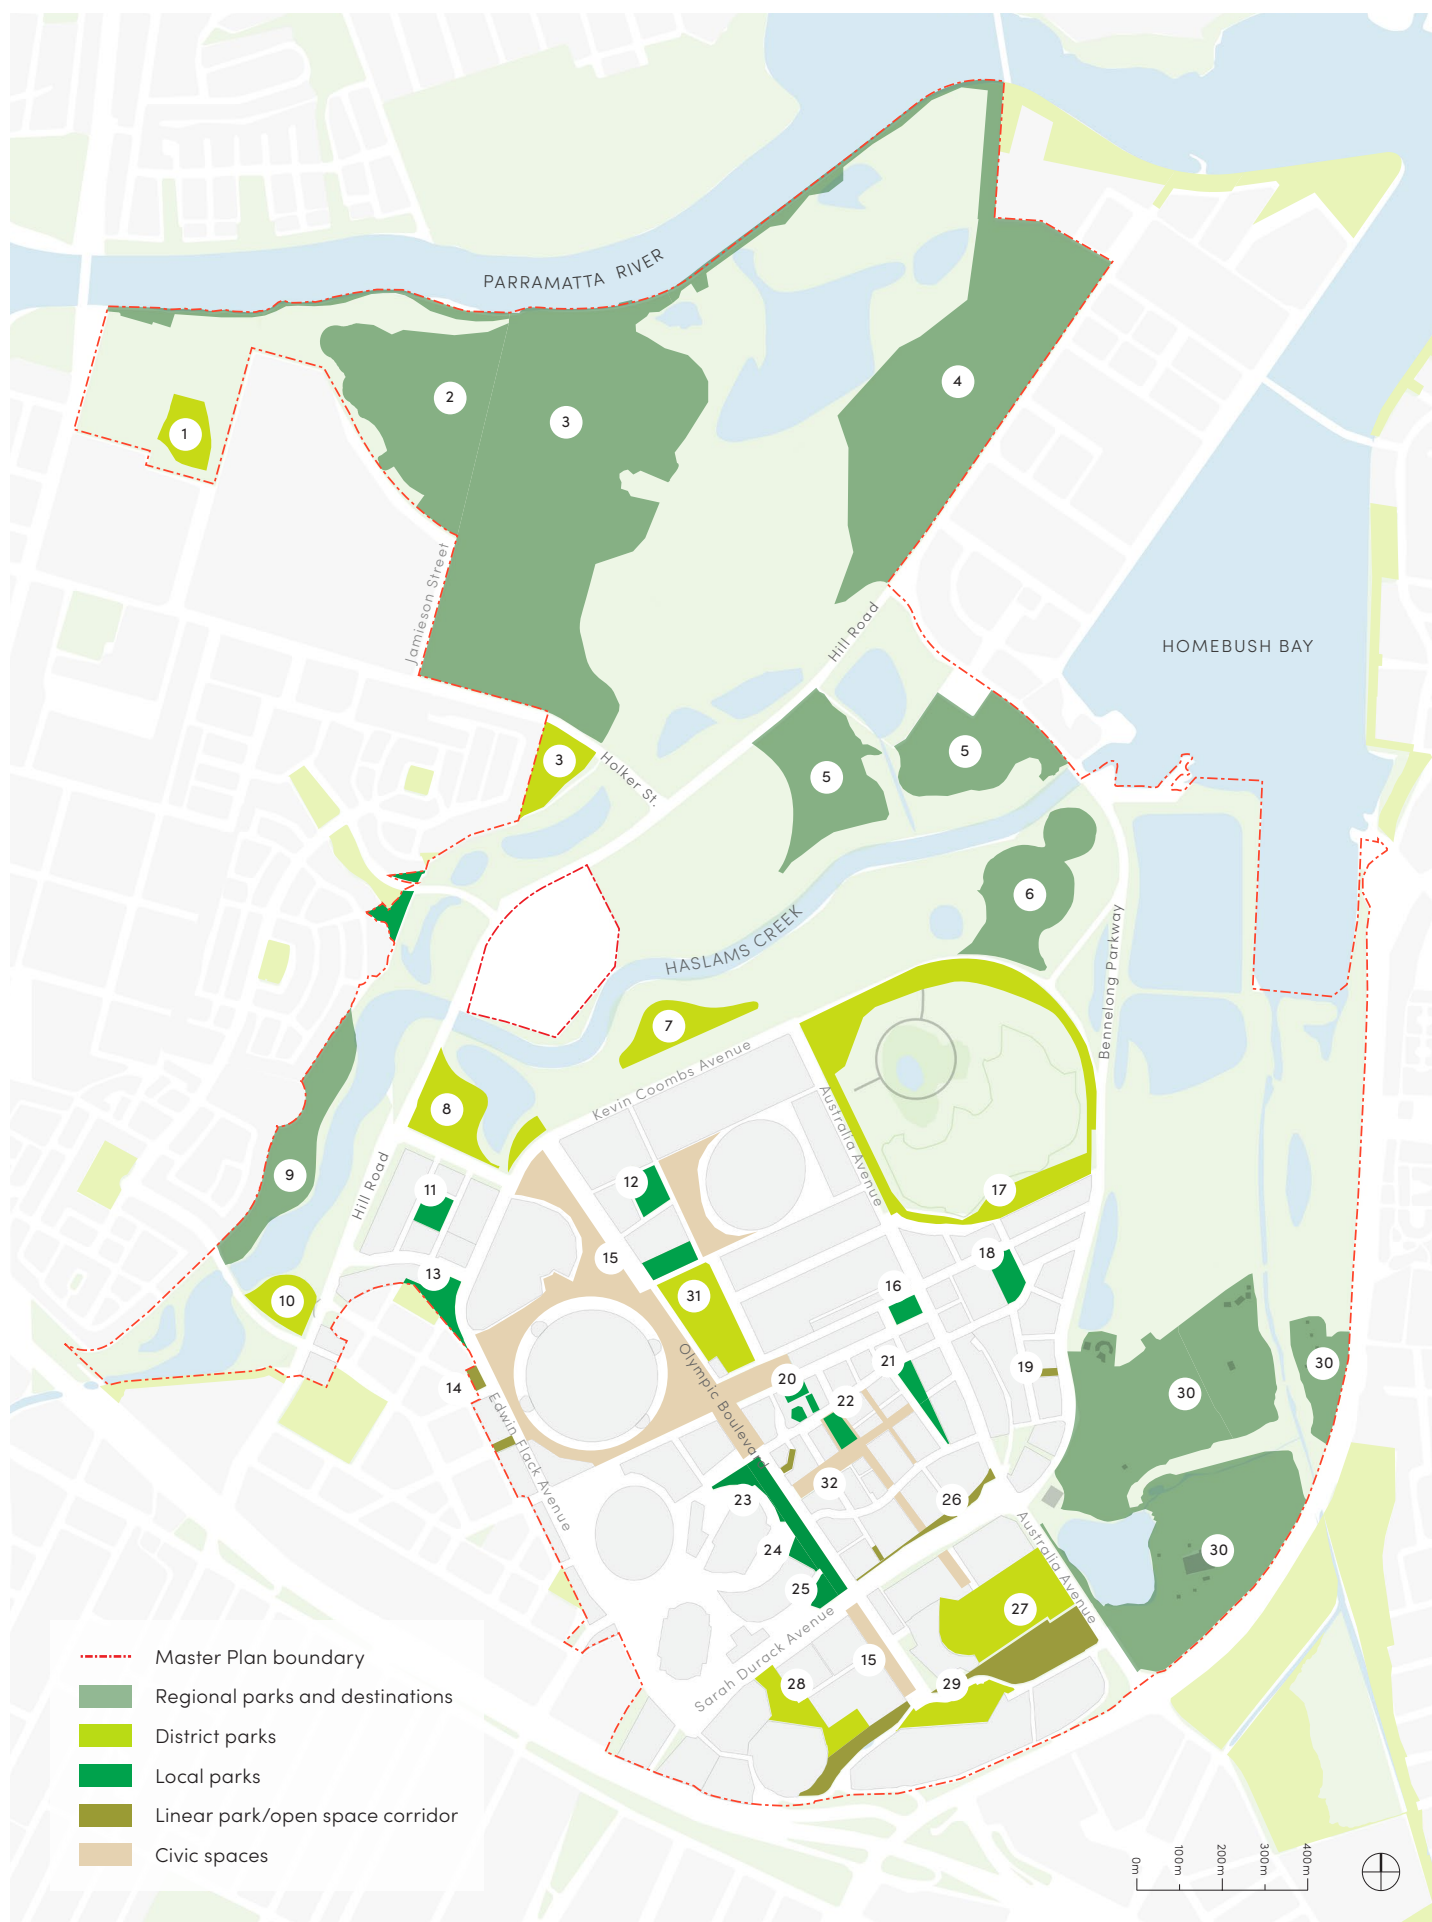 PARRAMATTA RIVER
2
4
3
1
Jamieson Street
Hill Road
HOMEBUSH BAY
5
3
5
Holker St.
6
HASLAMS CREEK
Bennelong Parkway
7
Kevin Coombs Avenue
8
Australia Avenue
9
Hill Road
12
11
17
15
18
13
16
10
31
21
30
19
20
14
30
22
Olympic Boulevard
Edwin Flack Avenue
32
23
26
24
30
Australia Avenue
25
27
Sarah Durack Avenue
15
28
29
Master Plan boundary
Regional parks and destinations
District parks
Local parks
Linear park/open space corridor
Civic spaces
0m
100m
200m
300m
400m